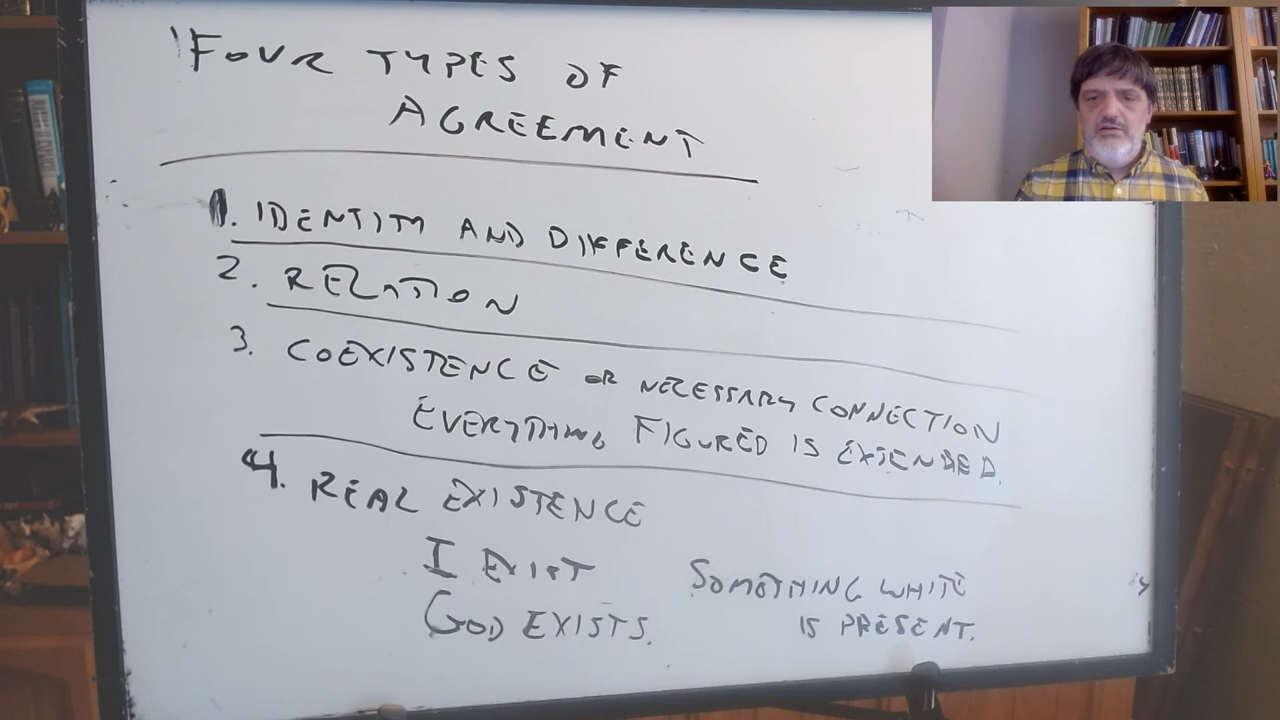 FOUR TYPES OF
AGREEMENT
1. IDENTITY AND DIFFERENCE
2. RELATION
3. COEXISTENCE OR NECESSARY CONNECTION
EVERYTHING FIGURED IS EXTENDED.
4. REAL EXISTENCE
I EXIST
GOD EXISTS.
SOMETHING WHITE
IS PRESENT.